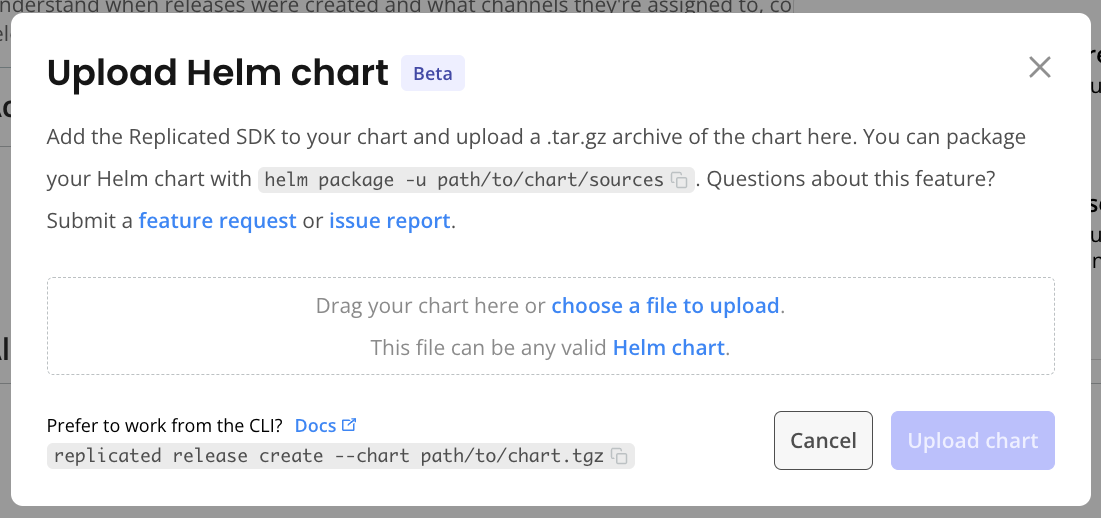 understand when releases were created and what channels they're assigned to, co
Upload Helm chart Beta
Add the Replicated SDK to your chart and upload a .tar.gz archive of the chart here. You can package
your Helm chart with helm package -u path/to/chart/sources . Questions about this feature?
Submit a feature request or issue report.
Drag your chart here or choose a file to upload.
This file can be any valid Helm chart.
Prefer to work from the CLI? Docs
replicated release create --chart path/to/chart.tgz
Cancel
Upload chart